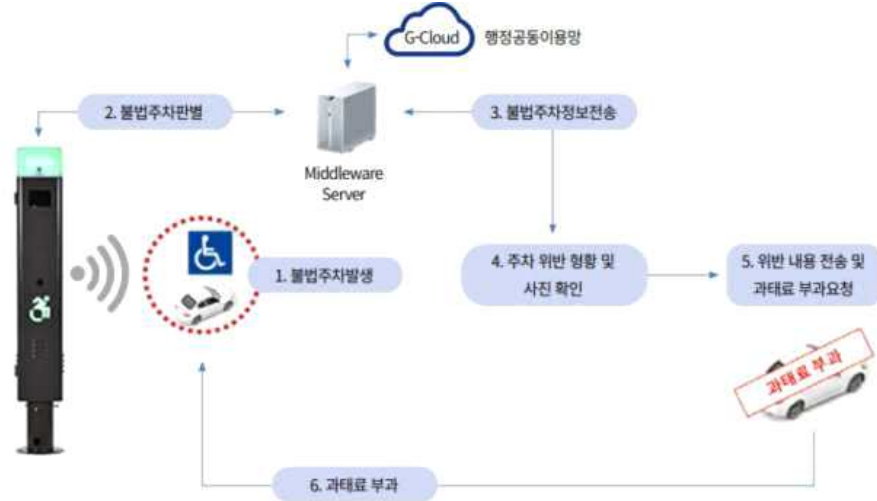 G-Cloud 행정공동이용망
2. 불법주차판별
3. 불법주차정보전송
Middleware
Server
1. 불법주차발생
4. 주차 위반 형황 및
사진 확인
5. 위반 내용 전송 및
과태료 부과요청
과태료 부과
6. 과태료 부과